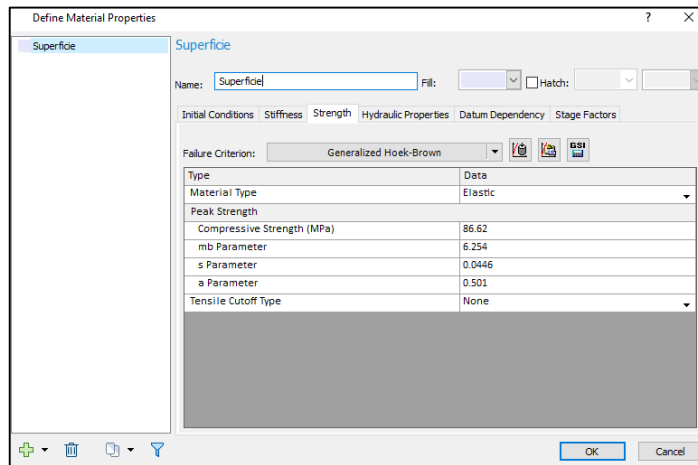 Define Material Properties ? X
Superficie
Superficie
Name: Superficie Fill: Hatch:
Initial Conditions Stiffness Strength Hydraulic Properties Datum Dependency Stage Factors
Failure Criterion: Generalized Hoek-Brown GSI
Type Data
Material Type Elastic
Peak Strength
Compressive Strength (MPa) 86.62
mb Parameter 6.254
s Parameter 0.0446
a Parameter 0.501
Tensile Cutoff Type None
OK Cancel